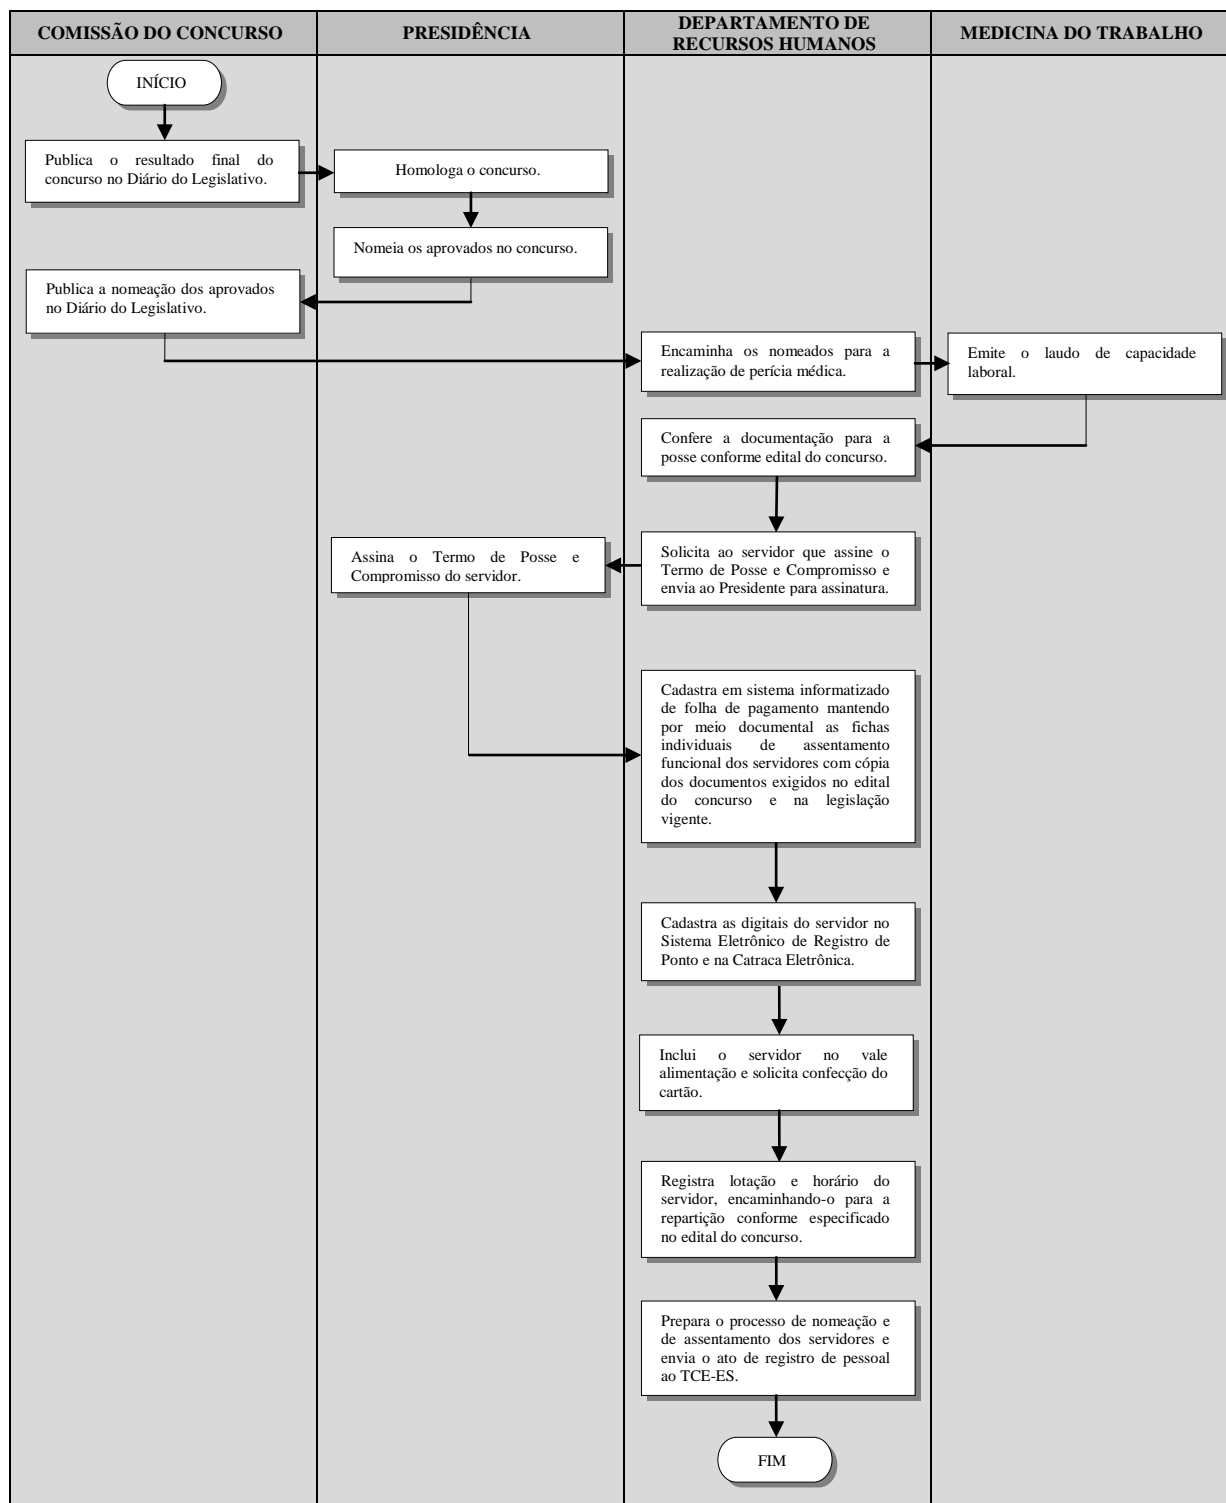 COMISSÃO DO CONCURSO
PRESIDÊNCIA
DEPARTAMENTO DE
RECURSOS HUMANOS
MEDICINA DO TRABALHO
INÍCIO
Publica o resultado final do
concurso no Diário do Legislativo.
Homologa o concurso.
Nomeia os aprovados no concurso.
Publica a nomeação dos aprovados
no Diário do Legislativo.
Encaminha os nomeados para a
realização de perícia médica.
Emite o laudo de capacidade
laboral.
Confere a documentação para a
posse conforme edital do concurso.
Solicita ao servidor que assine o
Termo de Posse e Compromisso e
envia ao Presidente para assinatura.
Assina o Termo de Posse e
Compromisso do servidor.
Cadastra em sistema informatizado
de folha de pagamento mantendo
por meio documental as fichas
individuais de assentamento
funcional dos servidores com cópia
dos documentos exigidos no edital
do concurso e na legislação
vigente.
Cadastra as digitais do servidor no
Sistema Eletrônico de Registro de
Ponto e na Catraca Eletrônica.
Inclui o servidor no vale
alimentação e solicita confecção do
cartão.
Registra lotação e horário do
servidor, encaminhando-o para a
repartição conforme especificado
no edital do concurso.
Prepara o processo de nomeação e
de assentamento dos servidores e
envia o ato de registro de pessoal
ao TCE-ES.
FIM